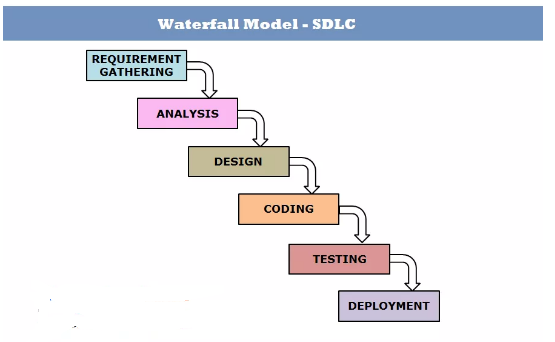 Waterfall Model - SDLC
REQUIREMENT
GATHERING
ANALYSIS
DESIGN
CODING
TESTING
DEPLOYMENT